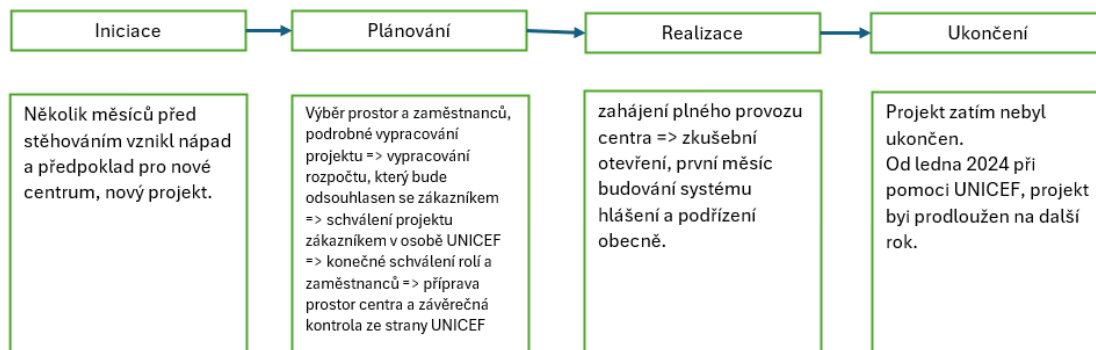 Iniciace
Plánování
Realizace
Ukončení
Několik měsíců před
stěhováním vznikl nápad
a předpoklad pro nové
centrum, nový projekt.
Výběr prostor a zaměstnanců,
podrobné vypracování
projektu => vypracování
rozpočtu, který bude
odsouhlasen se zákazníkem
=> schválení projektu
zákazníkem v osobě UNICEF
=> konečné schválení rolí a
zaměstnanců => příprava
prostor centra a závěrečná
kontrola ze strany UNICEF
zahájení plného provozu
centra => zkušební
otevření, první měsíc
budování systému
hlášení a podřízení
obecně.
Projekt zatím nebyl
ukončen.
Od ledna 2024 při
pomoci UNICEF, projekt
byi prodloužen na další
rok.